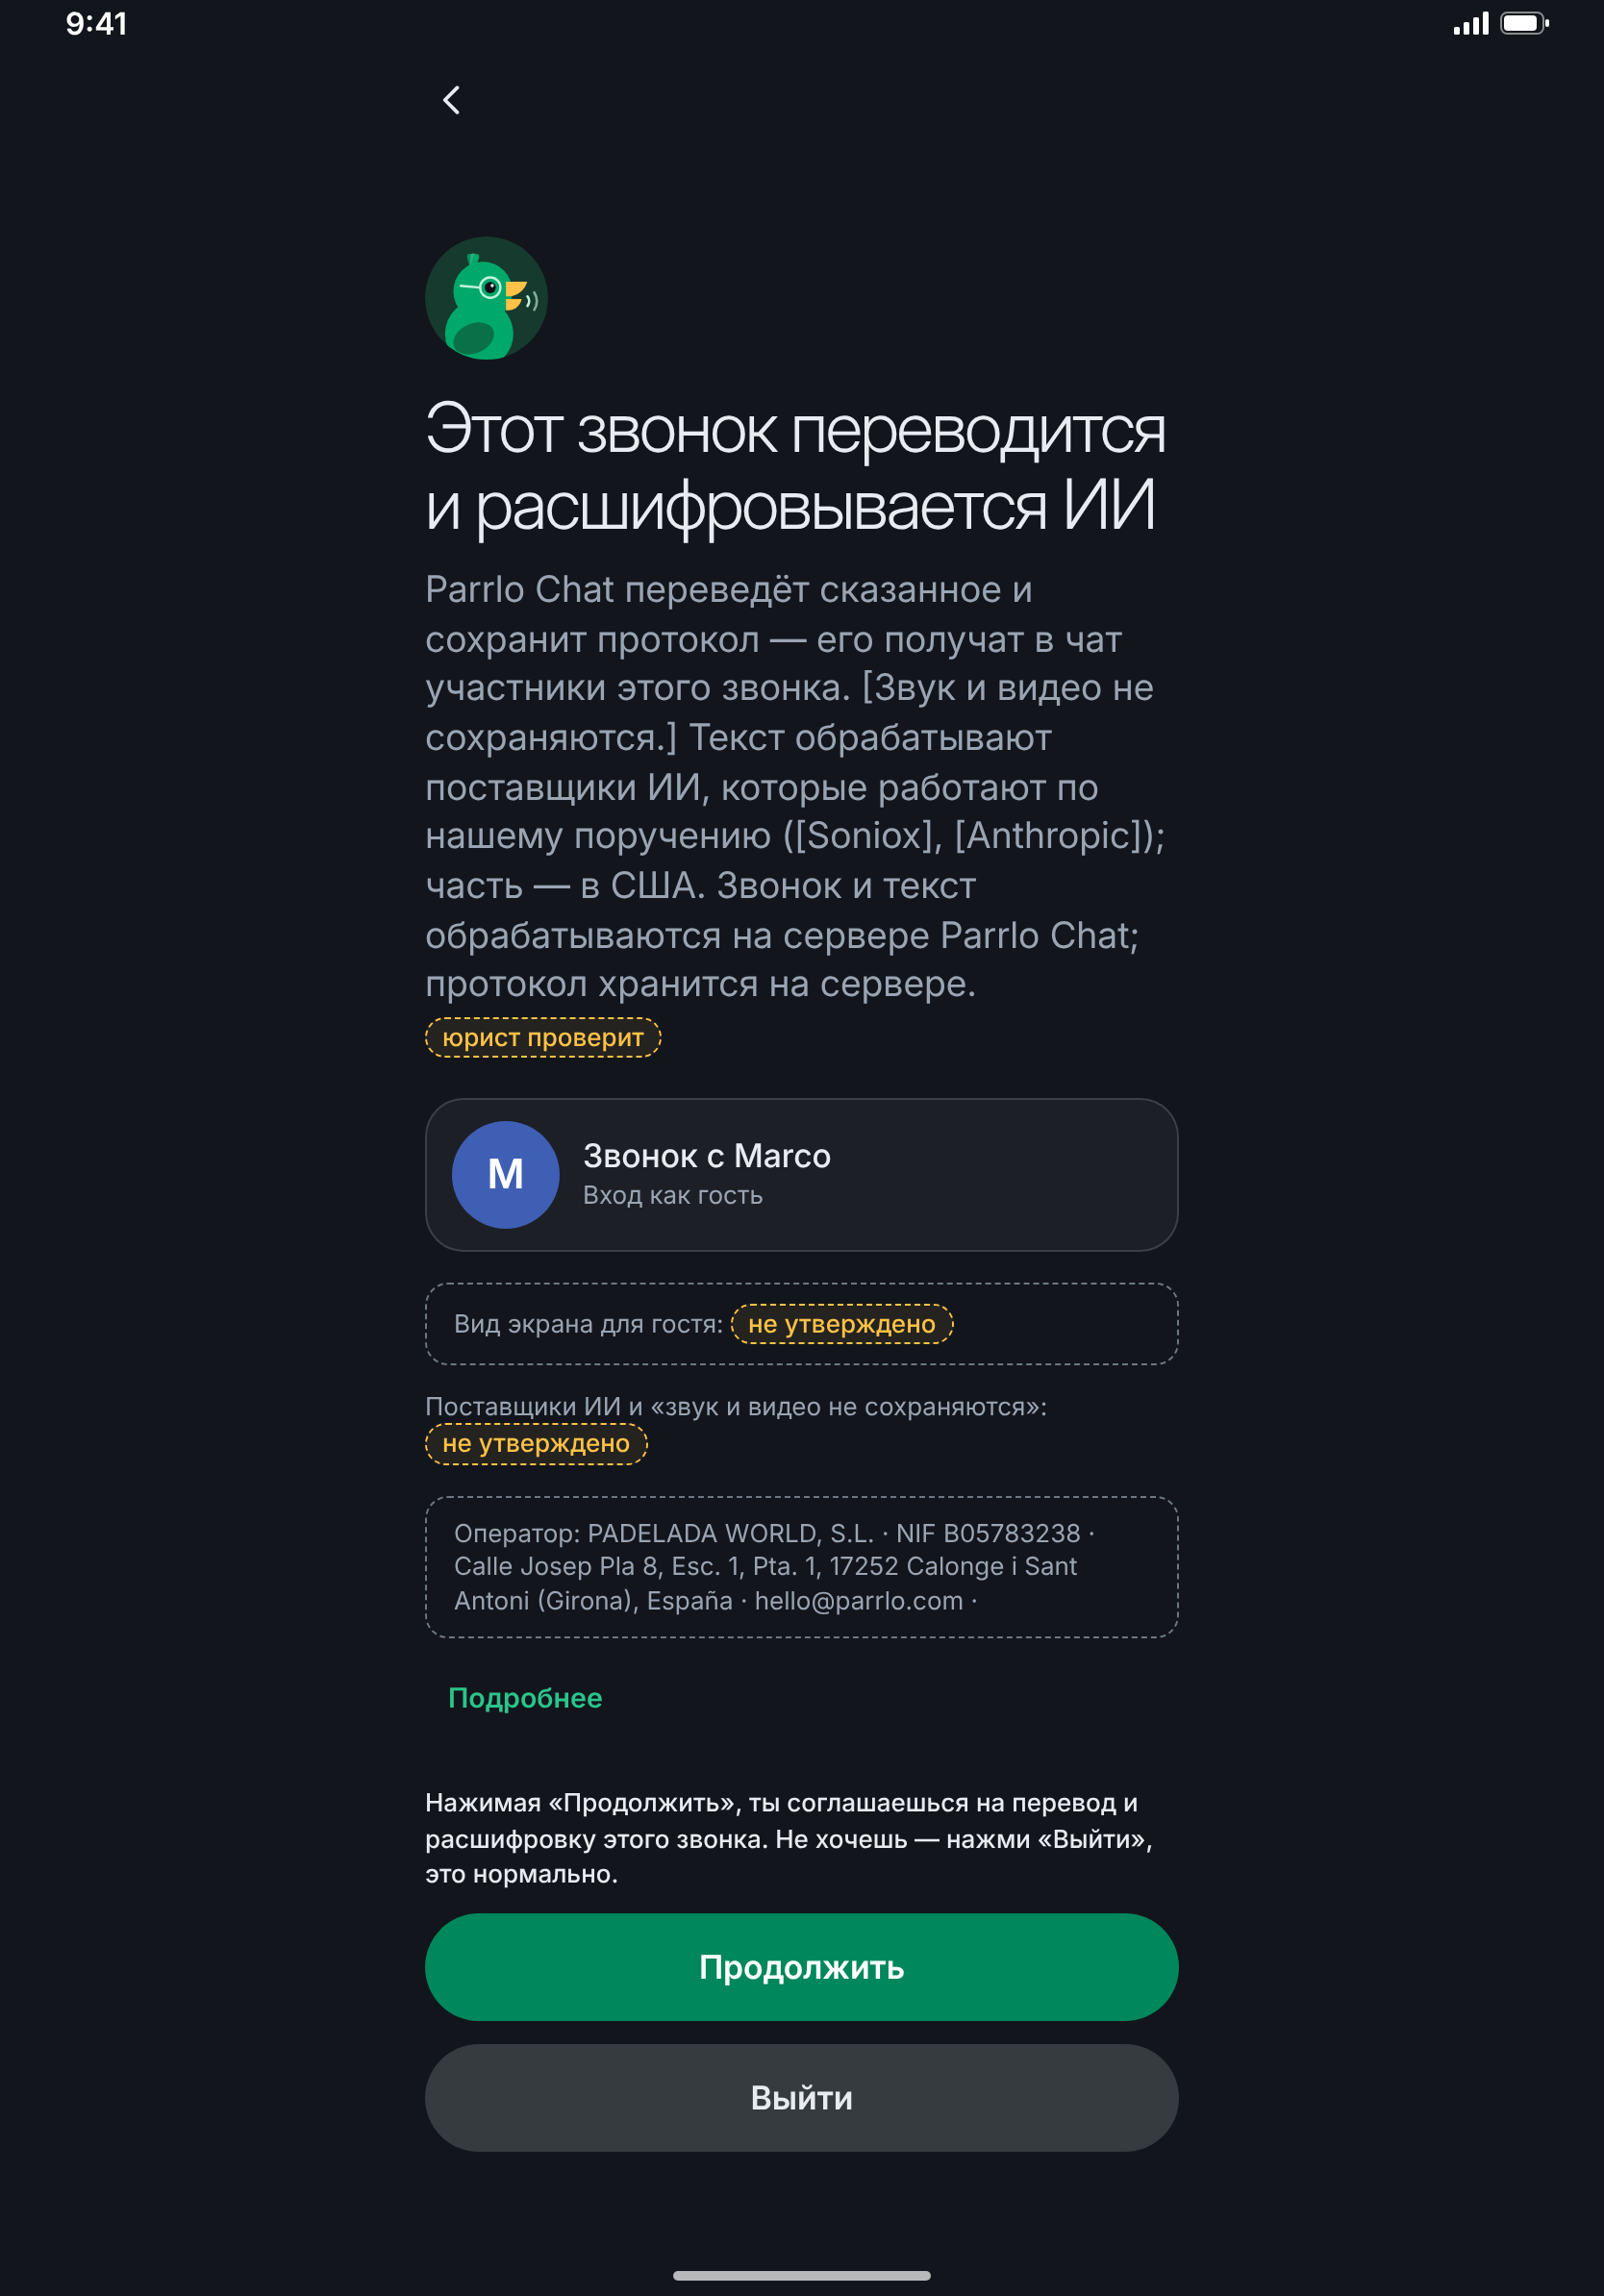 9:41
Этот звонок переводится
и расшифровывается ИИ
Parrlo Chat переведёт сказанное и
сохранит протокол — его получат в чат
участники этого звонка. [Звук и видео не
сохраняются.] Текст обрабатывают
поставщики ИИ, которые работают по
нашему поручению ([Soniox], [Anthropic]);
часть — в США. Звонок и текст
обрабатываются на сервере Parrlo Chat;
протокол хранится на сервере.
юрист проверит
M
Звонок с Marco
Вход как гость
Вид экрана для гостя: не утверждено
Поставщики ИИ и «звук и видео не сохраняются»:
не утверждено
Оператор: PADELADA WORLD, S.L. · NIF B05783238 ·
Calle Josep Pla 8, Esc. 1, Pta. 1, 17252 Calonge i Sant
Antoni (Girona), España · hello@parrlo.com ·
Подробнее
Нажимая «Продолжить», ты соглашаешься на перевод и
расшифровку этого звонка. Не хочешь — нажми «Выйти»,
это нормально.
Продолжить
Выйти